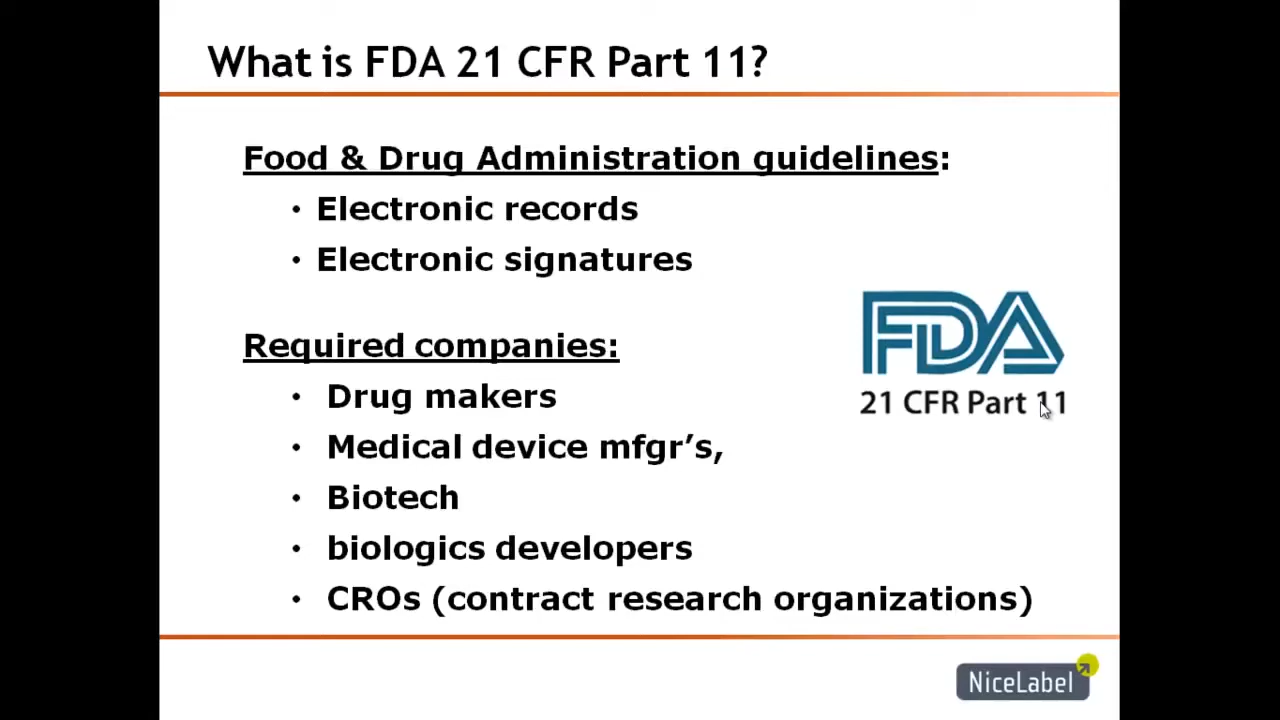 What is FDA 21 CFR Part 11?
Food & Drug Administration guidelines:
• Electronic records
• Electronic signatures
Required companies:
• Drug makers
• Medical device mfgr’s,
• Biotech
• biologics developers
• CROs (contract research organizations)
FDA
21 CFR Part 11
NiceLabel